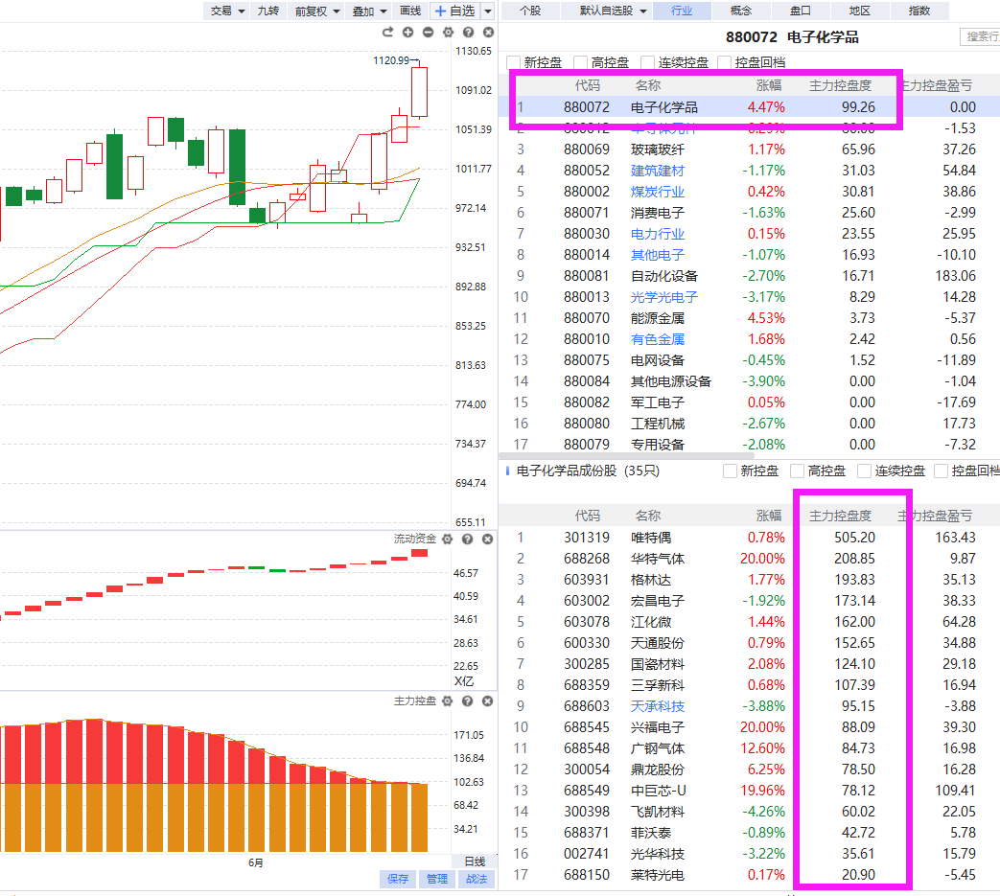 交易 九转 前复权 叠加 画线 自选
1120.99
1130.65
1091.02
1051.39
1011.77
972.14
932.51
892.88
853.25
813.63
774.00
734.37
694.74
655.11
流动资金
46.57
40.59
34.61
28.63
22.65
X亿
主力控盘
171.05
136.84
102.63
68.42
34.21
6月
日线
保存 管理 战法
个股 默认自选股 行业 概念 盘口 地区 指数
880072 电子化学品
搜索行
新控盘 高控盘 连续控盘 控盘回档
代码 名称 涨幅 主力控盘度 主力控盘盈亏
1 880072 电子化学品 4.47% 99.26 0.00
2 -1.53
3 880069 玻璃玻纤 1.17% 65.96 37.26
4 880052 建筑建材 -1.17% 31.03 54.84
5 880002 煤炭行业 0.42% 30.81 38.86
6 880071 消费电子 -1.63% 25.60 -2.99
7 880030 电力行业 0.15% 23.55 25.95
8 880014 其他电子 -1.07% 16.93 -10.10
9 880081 自动化设备 -2.70% 16.71 183.06
10 880013 光学光电子 -3.17% 8.29 14.28
11 880070 能源金属 4.53% 3.73 -5.37
12 880010 有色金属 1.68% 2.42 0.56
13 880075 电网设备 -0.45% 1.52 -11.89
14 880084 其他电源设备 -3.90% 0.00 -1.04
15 880082 军工电子 0.05% 0.00 -17.69
16 880080 工程机械 -2.67% 0.00 17.73
17 880079 专用设备 -2.08% 0.00 -7.32
电子化学品成份股 (35只) 新控盘 高控盘 连续控盘 控盘回档
代码 名称 涨幅 主力控盘度 主力控盘盈亏
1 301319 唯特偶 0.78% 505.20 163.43
2 688268 华特气体 20.00% 208.85 9.87
3 603931 格林达 1.77% 193.83 35.13
4 603002 宏昌电子 -1.92% 173.14 38.33
5 603078 江化微 1.44% 162.00 64.28
6 600330 天通股份 0.79% 152.65 34.88
7 300285 国瓷材料 2.08% 124.10 29.18
8 688359 三孚新科 0.68% 107.39 16.94
9 688603 天承科技 -3.88% 95.15 -3.88
10 688545 兴福电子 20.00% 88.09 39.30
11 688548 广钢气体 12.60% 84.73 16.98
12 300054 鼎龙股份 6.25% 78.50 16.28
13 688549 中巨芯-U 19.96% 78.12 109.41
14 300398 飞凯材料 -4.26% 60.02 22.05
15 688371 菲沃泰 -0.89% 42.72 5.78
16 002741 光华科技 -3.22% 35.61 15.79
17 688150 莱特光电 0.17% 20.90 -5.45